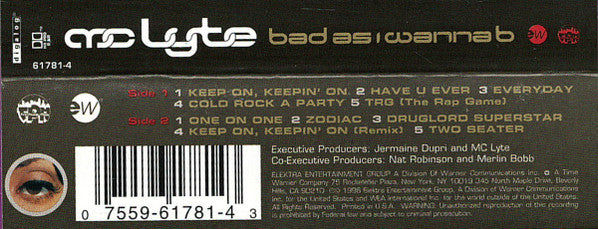 digalog
DOLBY
mc lyte
bad as i wanna b
ew
61781-4
ew
Side 1 1 KEEP ON, KEEPIN' ON 2 HAVE U EVER 3 EVERYDAY
4 COLD ROCK A PARTY 5 TRG (The Rap Game)
Side 2 1 ONE ON ONE 2 ZODIAC 3 DRUGLORD SUPERSTAR
4 KEEP ON, KEEPIN' ON (Remix) 5 TWO SEATER
Executive Producers: Jermaine Dupri and MC Lyte
Co-Executive Producers: Nat Robinson and Merlin Bobb
ELEKTRA ENTERTAINMENT GROUP A Division Of Warner Communications Inc. A Time
Warner Company 75 Rockefeller Plaza, New York, NY 10019 345 North Maple Drive, Beverly
Hills, CA 90210 1996 Elektra Entertainment Group, A Division of Warner Communications
Inc. for the United States and WEA International Inc. for the world outside of the United States. All
Rights Reserved. Printed in U.S.A. WARNING: Unauthorized reproduction of this recording
is prohibited by Federal law and subject to criminal prosecution.
0 7559-61781-4 3